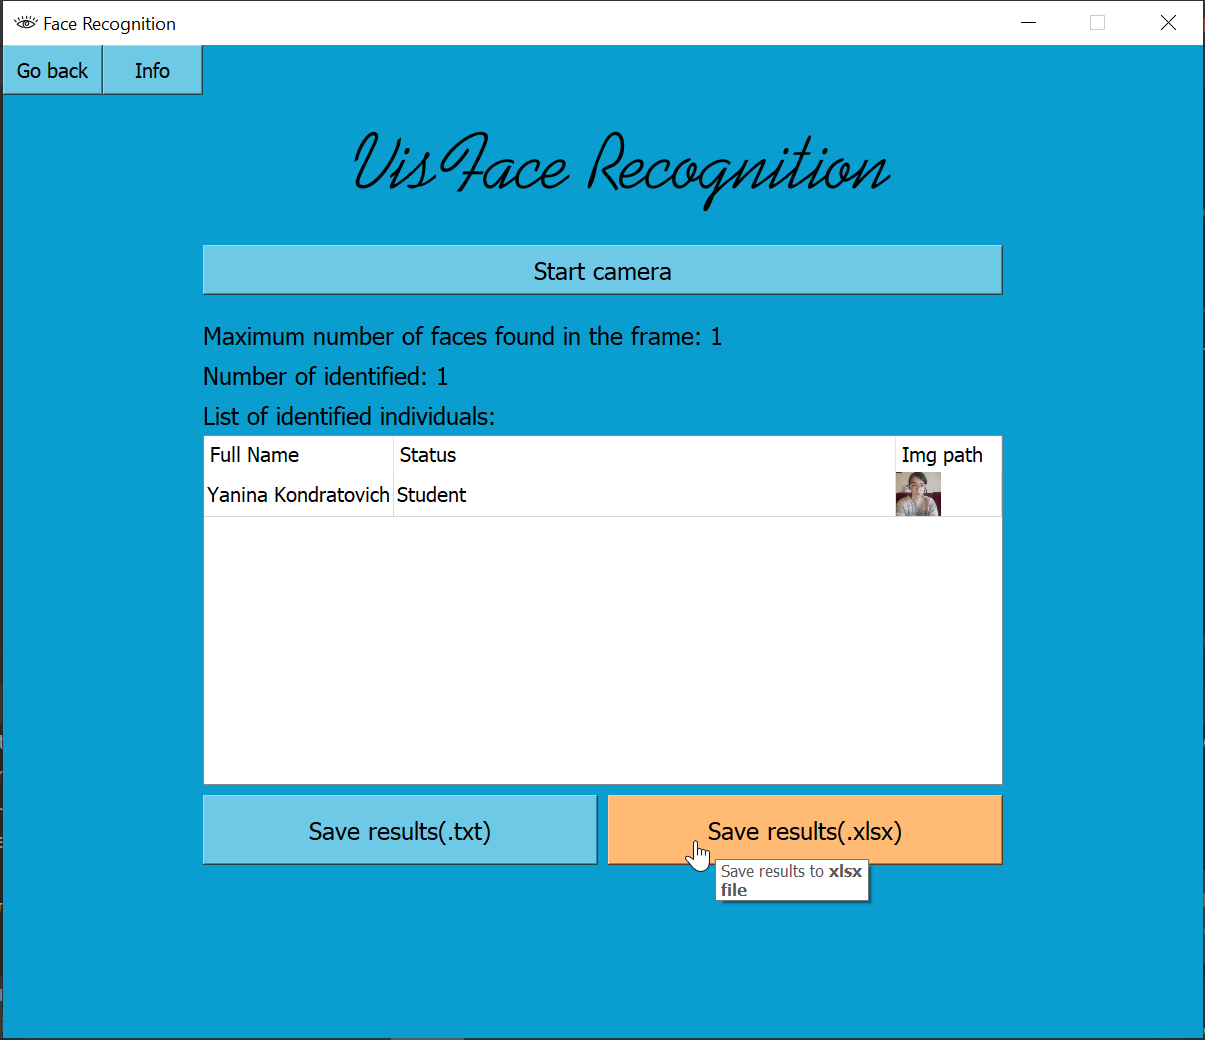 Face Recognition
Go back
Info
VisFace Recognition
Start camera
Maximum number of faces found in the frame: 1
Number of identified: 1
List of identified individuals:
Full Name
Status
Img path
Yanina Kondratovich
Student
Save results(.txt)
Save results(.xlsx)
Save results to xlsx
file